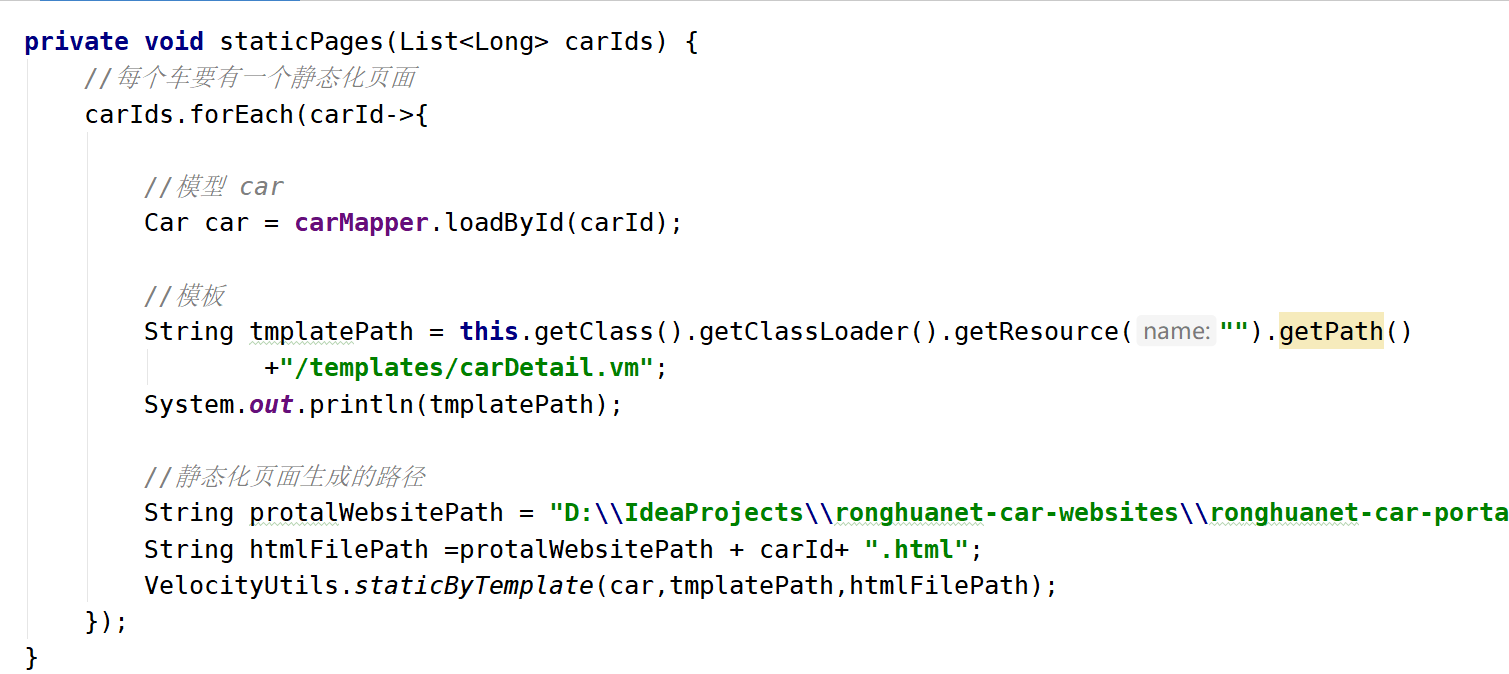 private void staticPages(List<Long> carIds) {
//每个车要有一个静态化页面
carIds.forEach(carId->{
//模型 car
Car car = carMapper.loadById(carId);
//模板
String tmplatePath = this.getClass().getClassLoader().getResource( name: "").getPath()
+"/templates/carDetail.vm";
System.out.println(tmplatePath);
//静态化页面生成的路径
String protalWebsitePath = "D:\\IdeaProjects\\ronghuanet-car-websites\\ronghuanet-car-porta
String htmlFilePath =protalWebsitePath + carId+ ".html";
VelocityUtils.staticByTemplate(car,tmplatePath,htmlFilePath);
});
}